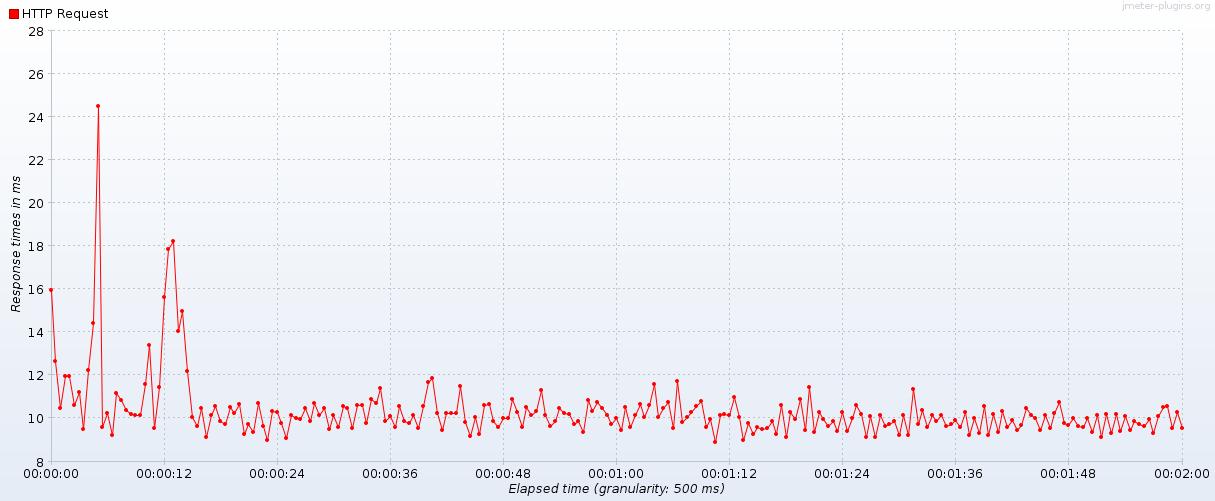 jmeter-plugins.org
HTTP Request
28
26
24
22
20
18
16
14
12
10
8
Response times in ms
00:00:00 00:00:12 00:00:24 00:00:36 00:00:48 00:01:00 00:01:12 00:01:24 00:01:36 00:01:48 00:02:00
Elapsed time (granularity: 500 ms)